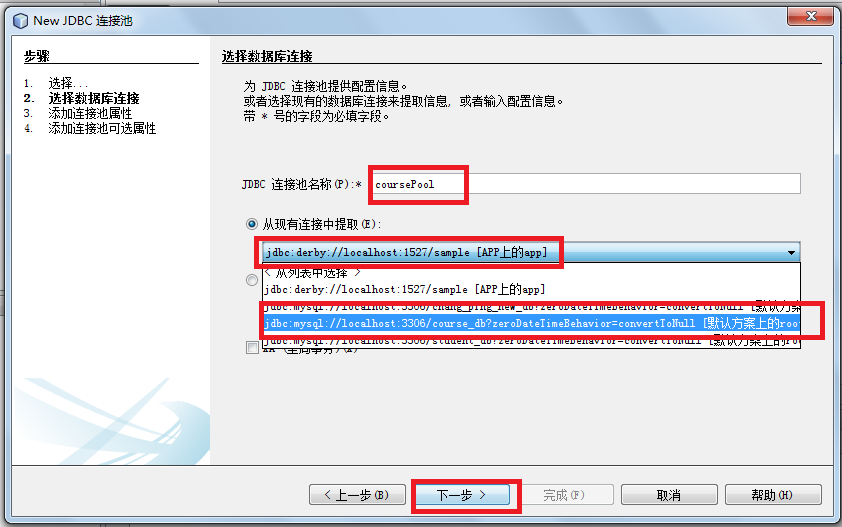 New JDBC 连接池
步骤
1. 选择...
2. 选择数据库连接
3. 添加连接池属性
4. 添加连接池可选属性
选择数据库连接
为 JDBC 连接池提供配置信息。
或者选择现有的数据库连接来提取信息, 或者输入配置信息。
带 * 号的字段为必填字段。
JDBC 连接池名称(P):* coursePool
从现有连接中提取(E):
jdbc:derby://localhost:1527/sample [APP上的app]
< 从列表中选择 >
jdbc:derby://localhost:1527/sample [APP上的app]
jdbc:mysql://localhost:3306/chang_ping_new_db?zeroDateTimeBehavior=convertToNull [默认方案
jdbc:mysql://localhost:3306/course_db?zeroDateTimeBehavior=convertToNull [默认方案上的roo
jdbc:mysql://localhost:3306/student_db?zeroDateTimeBehavior=convertToNull [默认方案上的ro
XA (全局事务)(X)
< 上一步(B)
下一步 >
完成(F)
取消
帮助(H)